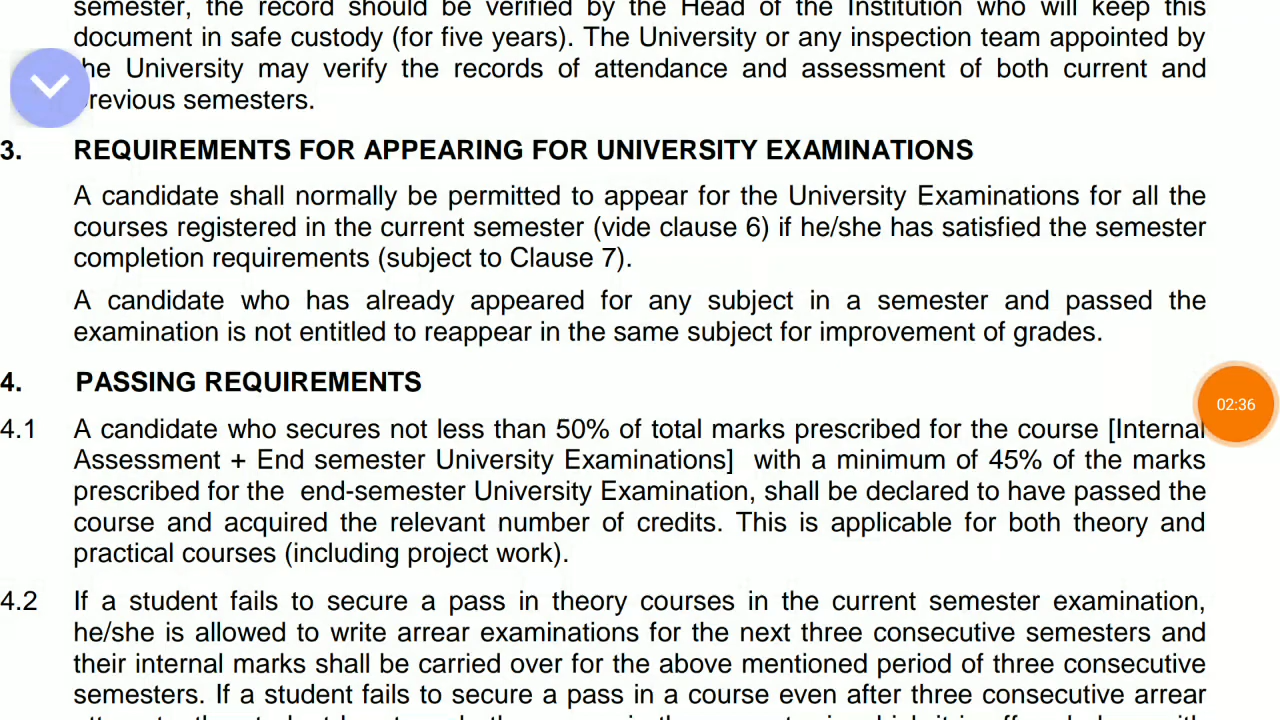 semester, the record should be verified by the Head of the Institution who will keep this
document in safe custody (for five years). The University or any inspection team appointed by
the University may verify the records of attendance and assessment of both current and
previous semesters.
3. REQUIREMENTS FOR APPEARING FOR UNIVERSITY EXAMINATIONS
A candidate shall normally be permitted to appear for the University Examinations for all the
courses registered in the current semester (vide clause 6) if he/she has satisfied the semester
completion requirements (subject to Clause 7).
A candidate who has already appeared for any subject in a semester and passed the
examination is not entitled to reappear in the same subject for improvement of grades.
4. PASSING REQUIREMENTS
4.1 A candidate who secures not less than 50% of total marks prescribed for the course [Internal
Assessment + End semester University Examinations] with a minimum of 45% of the marks
prescribed for the end-semester University Examination, shall be declared to have passed the
course and acquired the relevant number of credits. This is applicable for both theory and
practical courses (including project work).
02:36
4.2 If a student fails to secure a pass in theory courses in the current semester examination,
he/she is allowed to write arrear examinations for the next three consecutive semesters and
their internal marks shall be carried over for the above mentioned period of three consecutive
semesters. If a student fails to secure a pass in a course even after three consecutive arrear